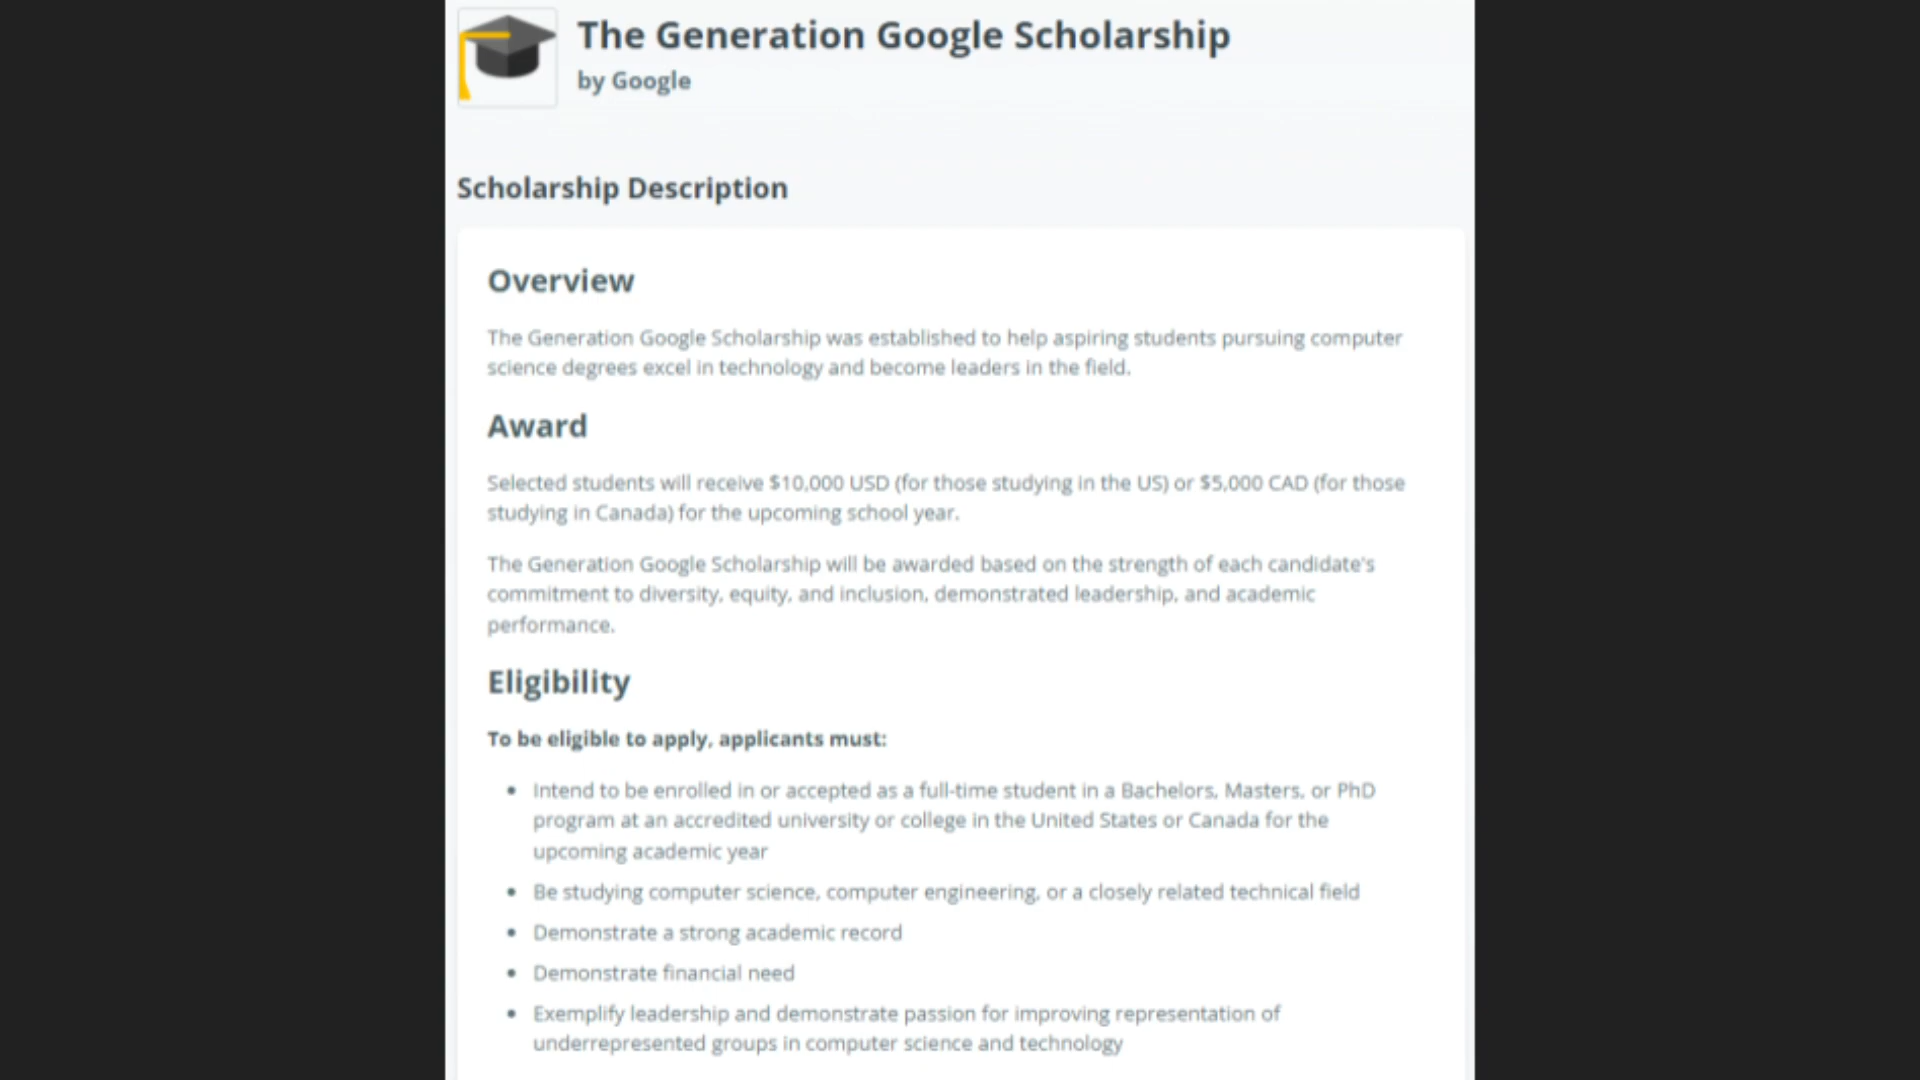 The Generation Google Scholarship
by Google
Scholarship Description
Overview
The Generation Google Scholarship was established to help aspiring students pursuing computer
science degrees excel in technology and become leaders in the field.
Award
Selected students will receive $10,000 USD (for those studying in the US) or $5,000 CAD (for those
studying in Canada) for the upcoming school year.
The Generation Google Scholarship will be awarded based on the strength of each candidate's
commitment to diversity, equity, and inclusion, demonstrated leadership, and academic
performance.
Eligibility
To be eligible to apply, applicants must:
• Intend to be enrolled in or accepted as a full-time student in a Bachelors, Masters, or PhD
program at an accredited university or college in the United States or Canada for the
upcoming academic year
• Be studying computer science, computer engineering, or a closely related technical field
• Demonstrate a strong academic record
• Demonstrate financial need
• Exemplify leadership and demonstrate passion for improving representation of
underrepresented groups in computer science and technology